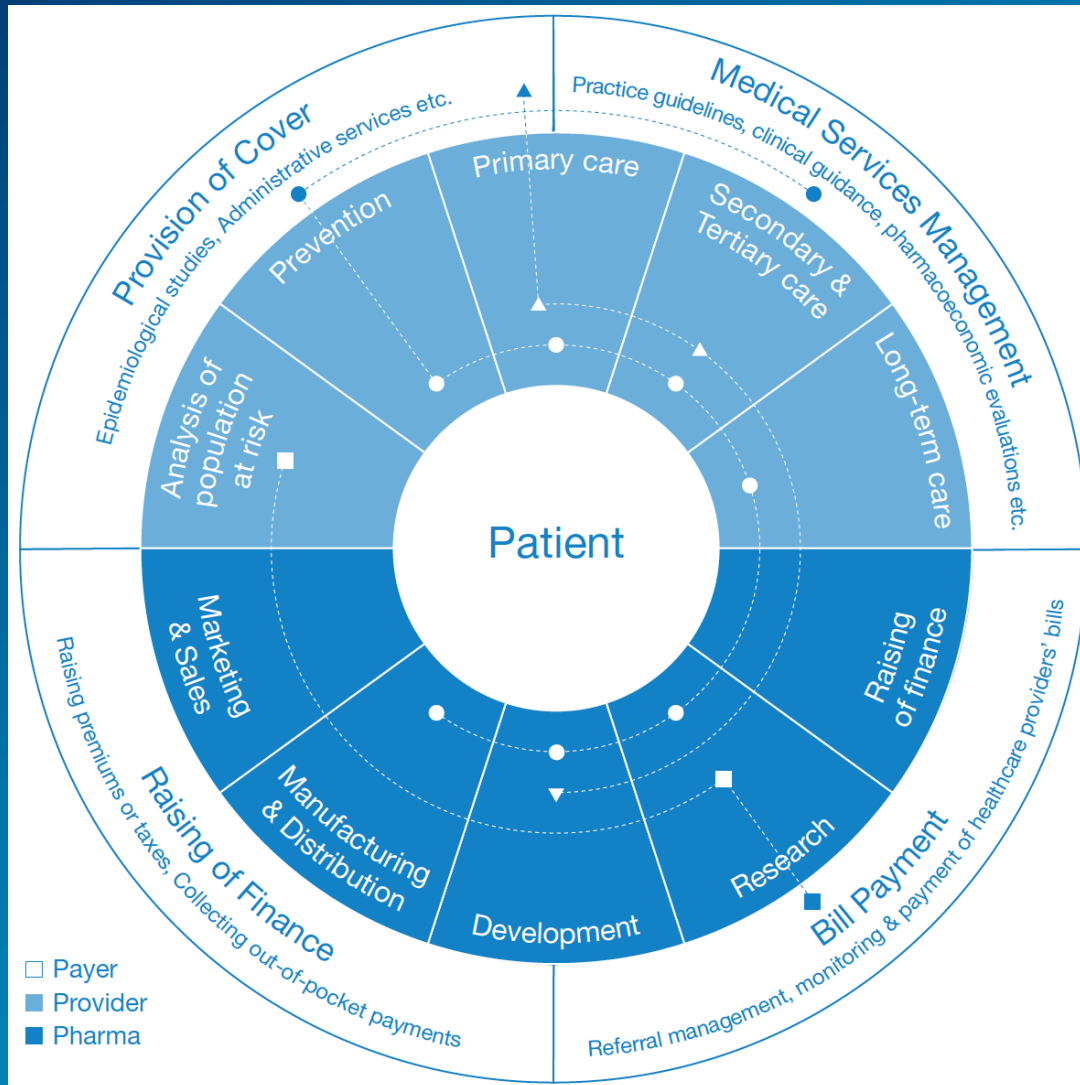 Provision of Cover
Epidemiological studies, Administrative services etc.
Medical Services Management
Practice guidelines, clinical guidance, pharmacoeconomic evaluations etc.
Analysis of
population
at risk
Prevention
Primary care
Secondary &
Tertiary care
Long-term care
Patient
Marketing
& Sales
Manufacturing
& Distribution
Development
Research
Raising
of finance
Raising of Finance
Raising premiums or taxes, Collecting out-of-pocket payments
Bill Payment
Referral management, monitoring & payment of healthcare providers' bills
Payer
Provider
Pharma